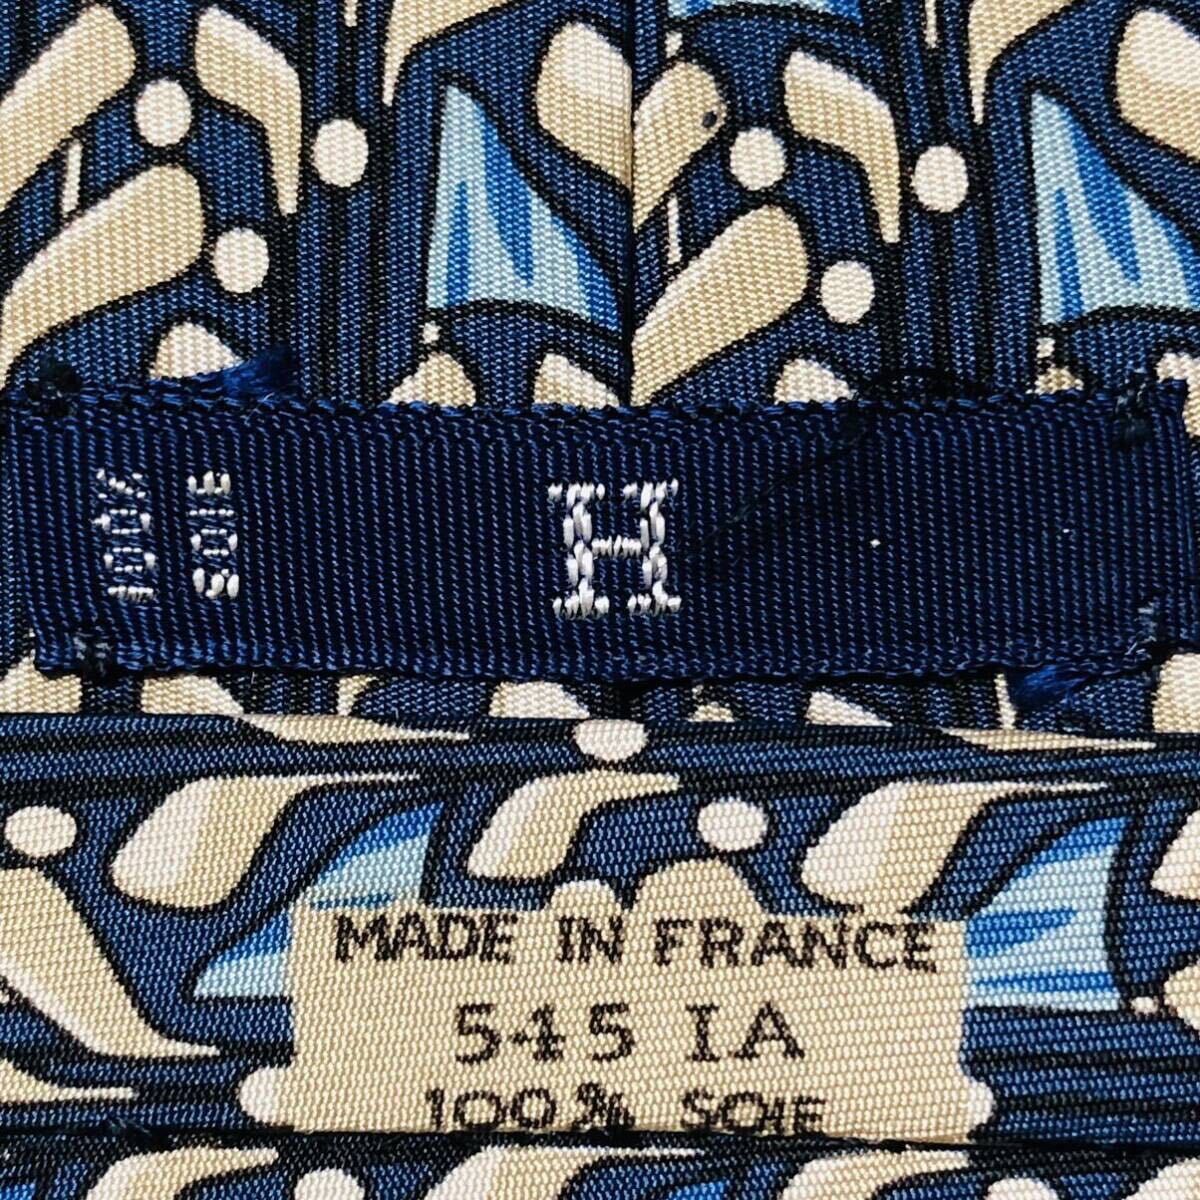 100%
SOIE
H
MADE IN FRANCE
545 IA
100% SOIE